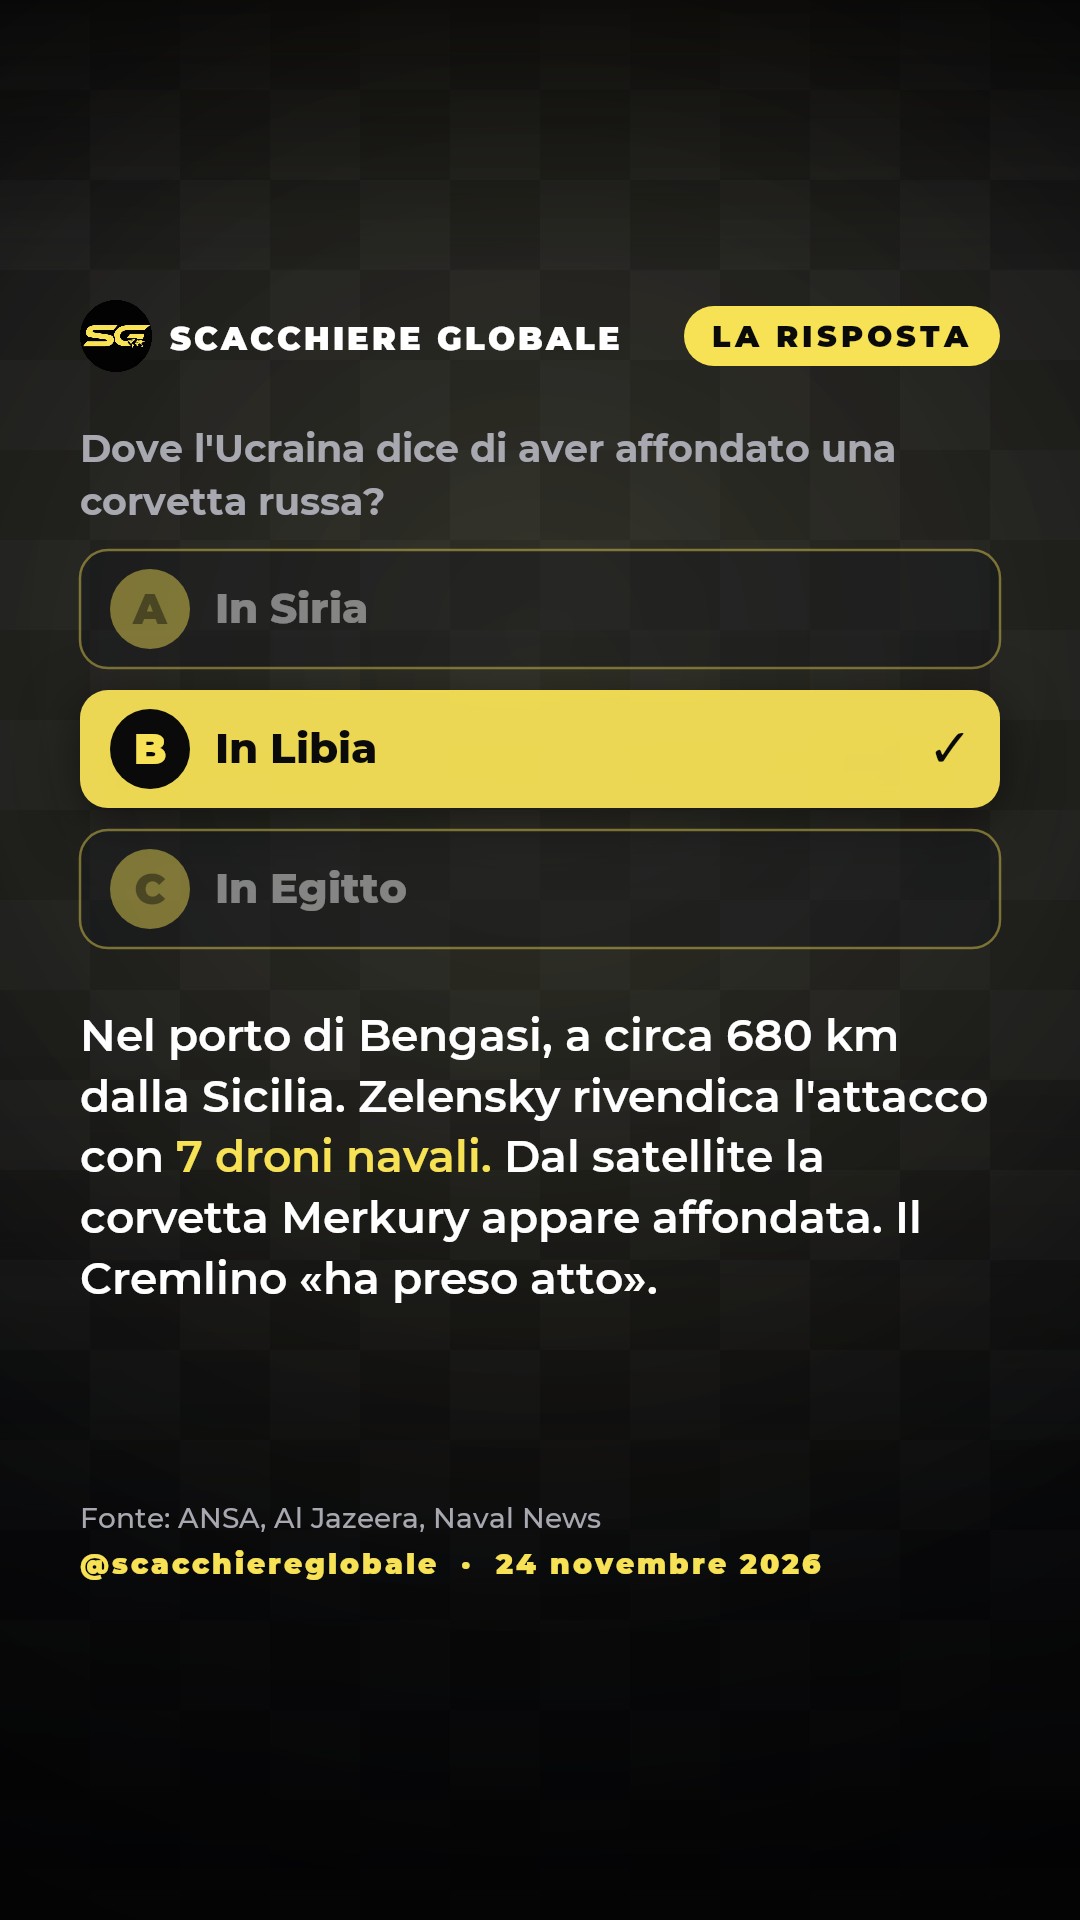 SG
SCACCHIERE GLOBALE
LA RISPOSTA
Dove l'Ucraina dice di aver affondato una
corvetta russa?
A In Siria
B In Libia ✓
C In Egitto
Nel porto di Bengasi, a circa 680 km
dalla Sicilia. Zelensky rivendica l'attacco
con 7 droni navali. Dal satellite la
corvetta Merkury appare affondata. Il
Cremlino «ha preso atto».
Fonte: ANSA, Al Jazeera, Naval News
@scacchiereglobale • 24 novembre 2026